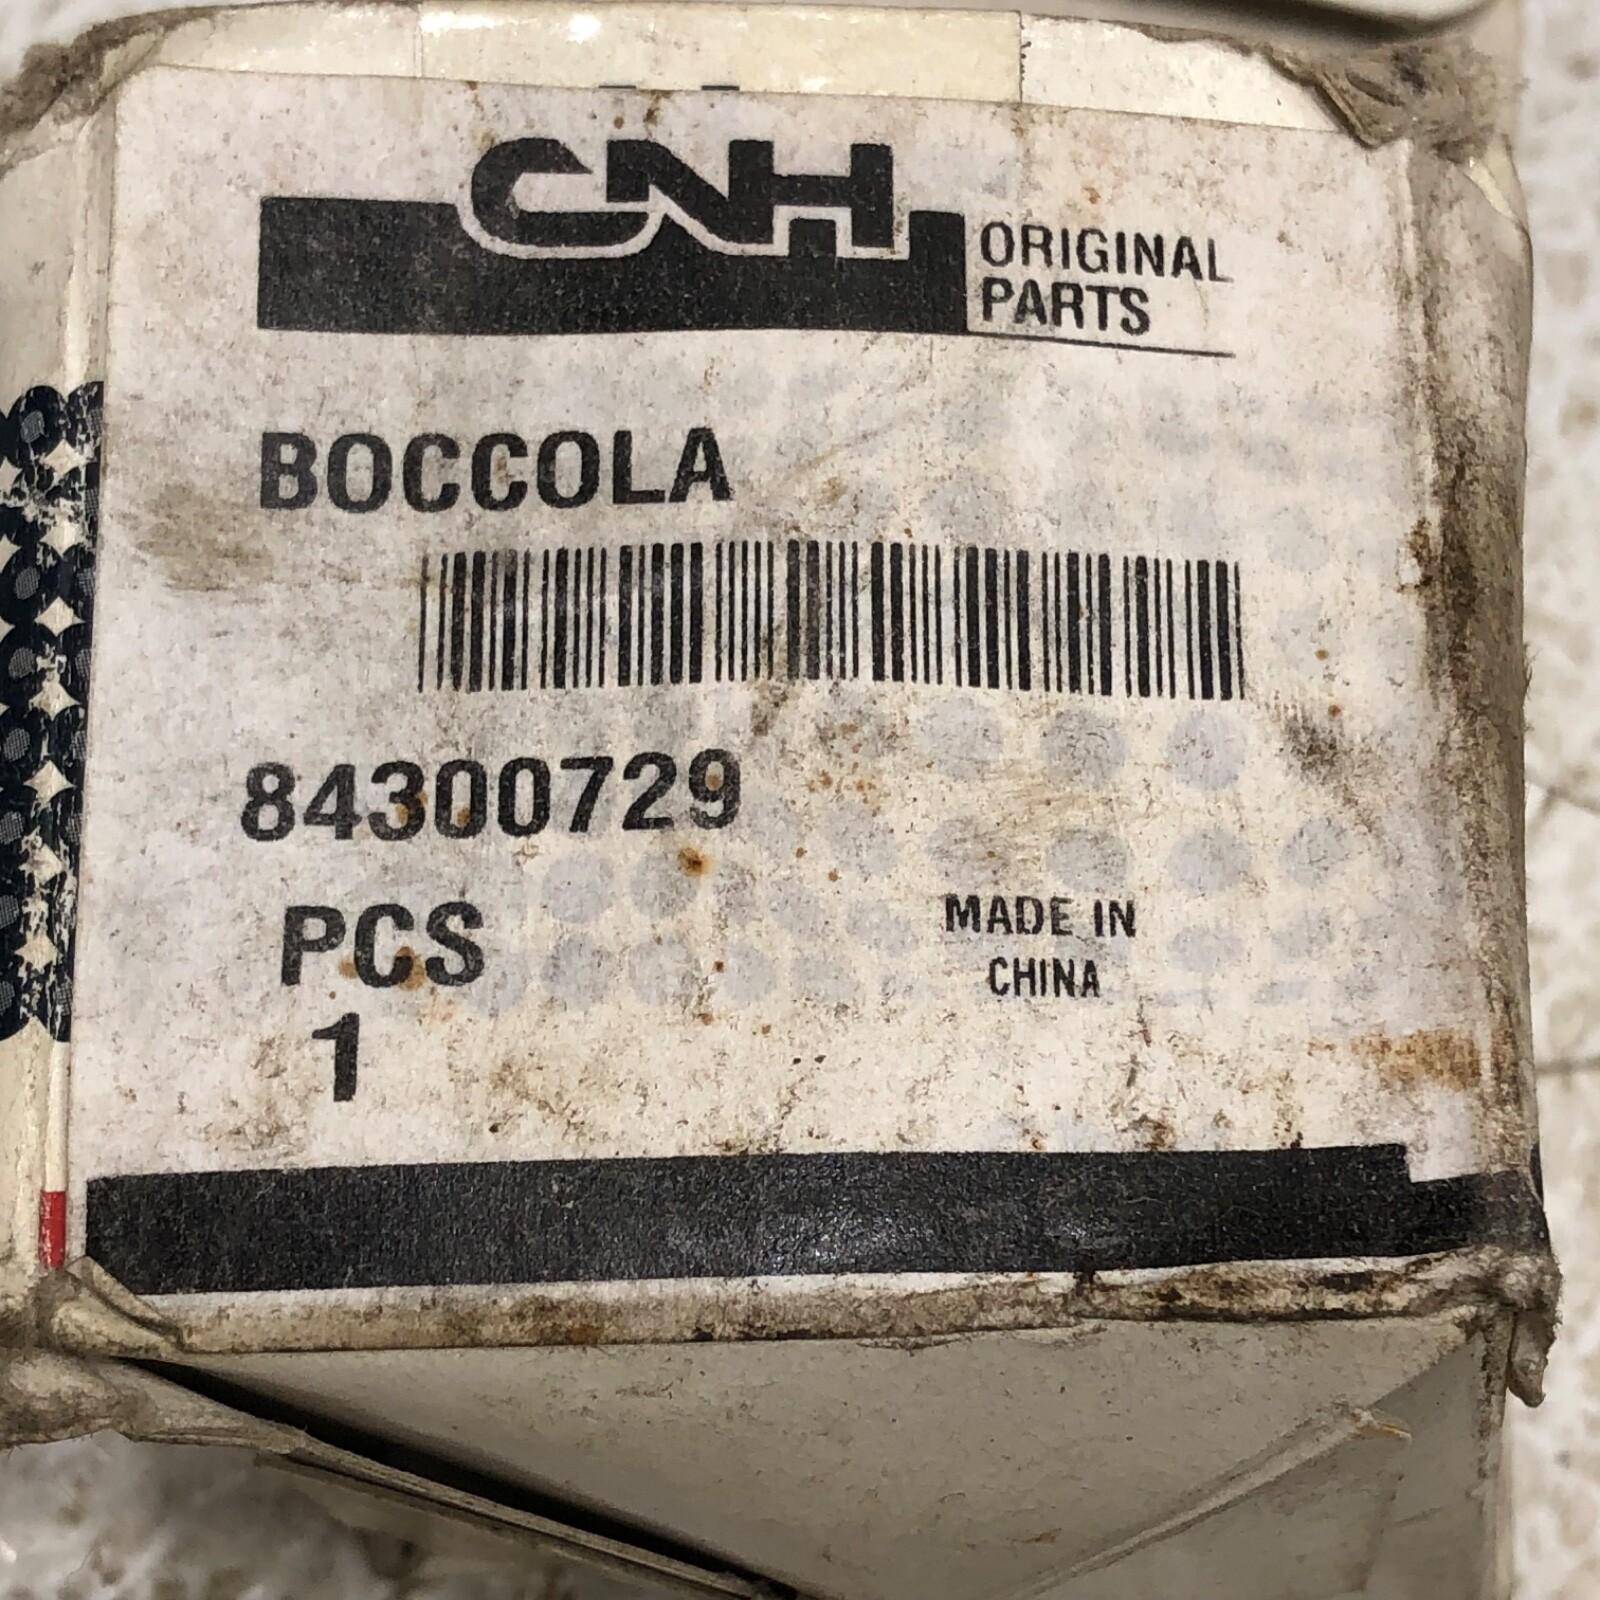 CNH
ORIGINAL
PARTS
BOCCOLA
84300729
PCS
1
MADE IN
CHINA